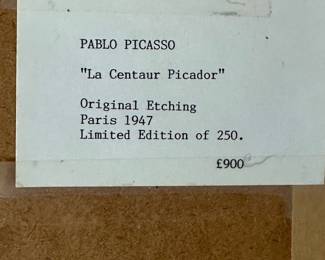 PABLO PICASSO
"La Centaur Picador"
Original Etching
Paris 1947
Limited Edition of 250.
£900